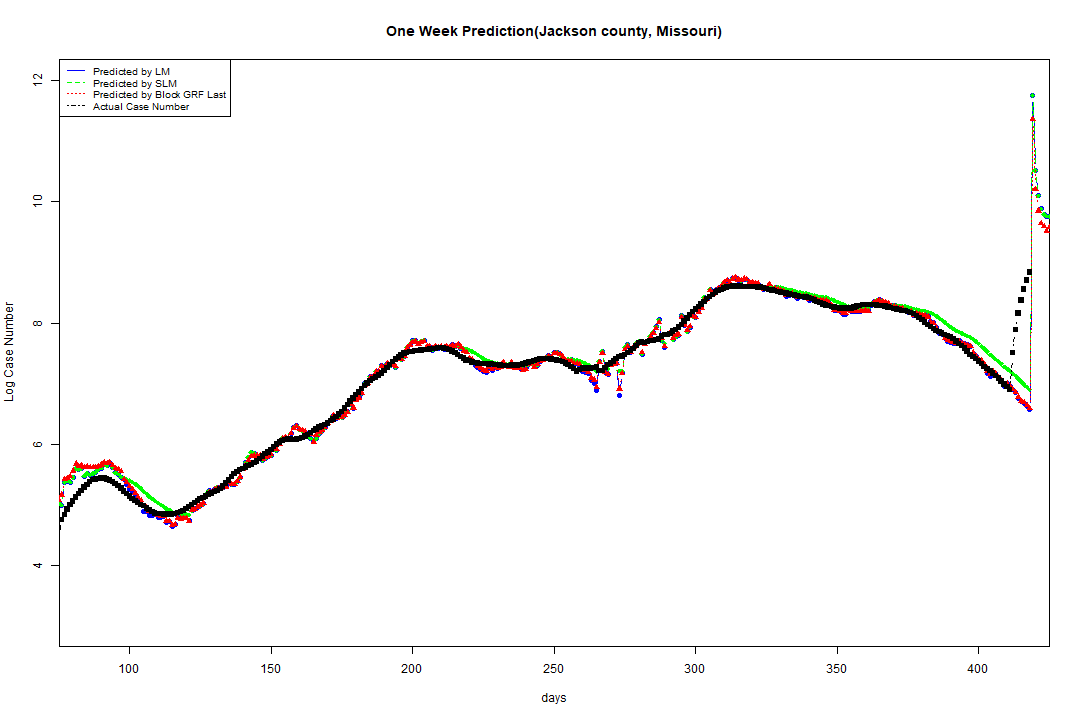 One Week Prediction(Jackson county, Missouri)
Predicted by LM
Predicted by SLM
Predicted by Block GRF Last
Actual Case Number
12
10
8
6
4
Log Case Number
100 150 200 250 300 350 400
days